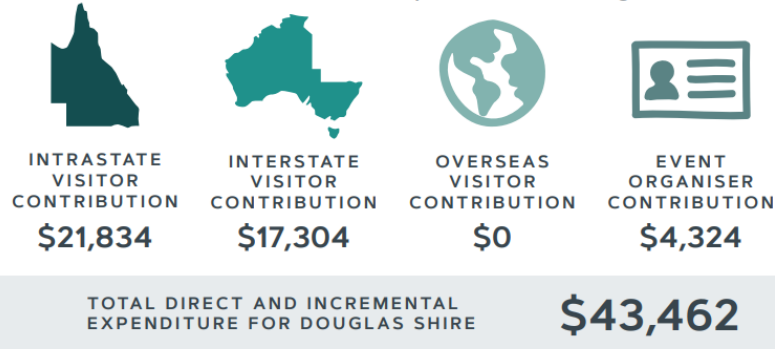 INTRASTATE
VISITOR
CONTRIBUTION
$21,834
INTERSTATE
VISITOR
CONTRIBUTION
$17,304
OVERSEAS
VISITOR
CONTRIBUTION
$0
EVENT
ORGANISER
CONTRIBUTION
$4,324
TOTAL DIRECT AND INCREMENTAL
EXPENDITURE FOR DOUGLAS SHIRE
$43,462